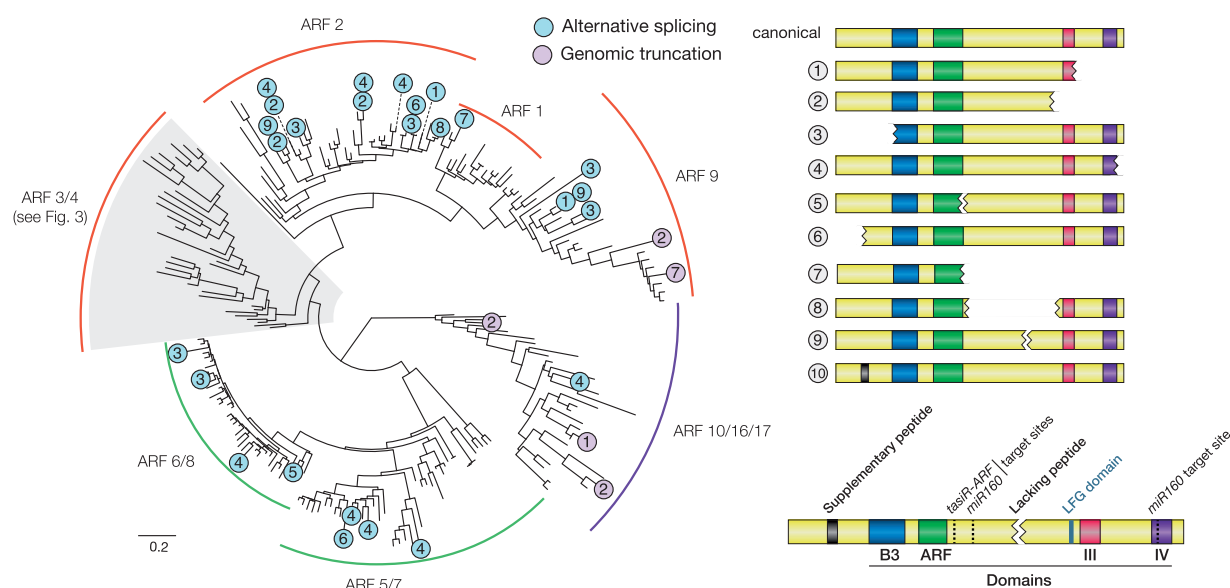 ARF 2
Alternative splicing
Genomic truncation
ARF 1
ARF 9
ARF 3/4
(see Fig. 3)
ARF 10/16/17
ARF 6/8
ARF 5/7
0.2
4
2
9
2
3
4
2
4
6
3
1
8
7
3
9
1
3
2
7
2
4
1
2
3
3
4
5
4
4
6
4
canonical
1
2
3
4
5
6
7
8
9
10
Supplementary peptide
tasiR-ARF
miR160
target sites
Lacking peptide
LFG domain
miR160 target site
B3
ARF
III
IV
Domains